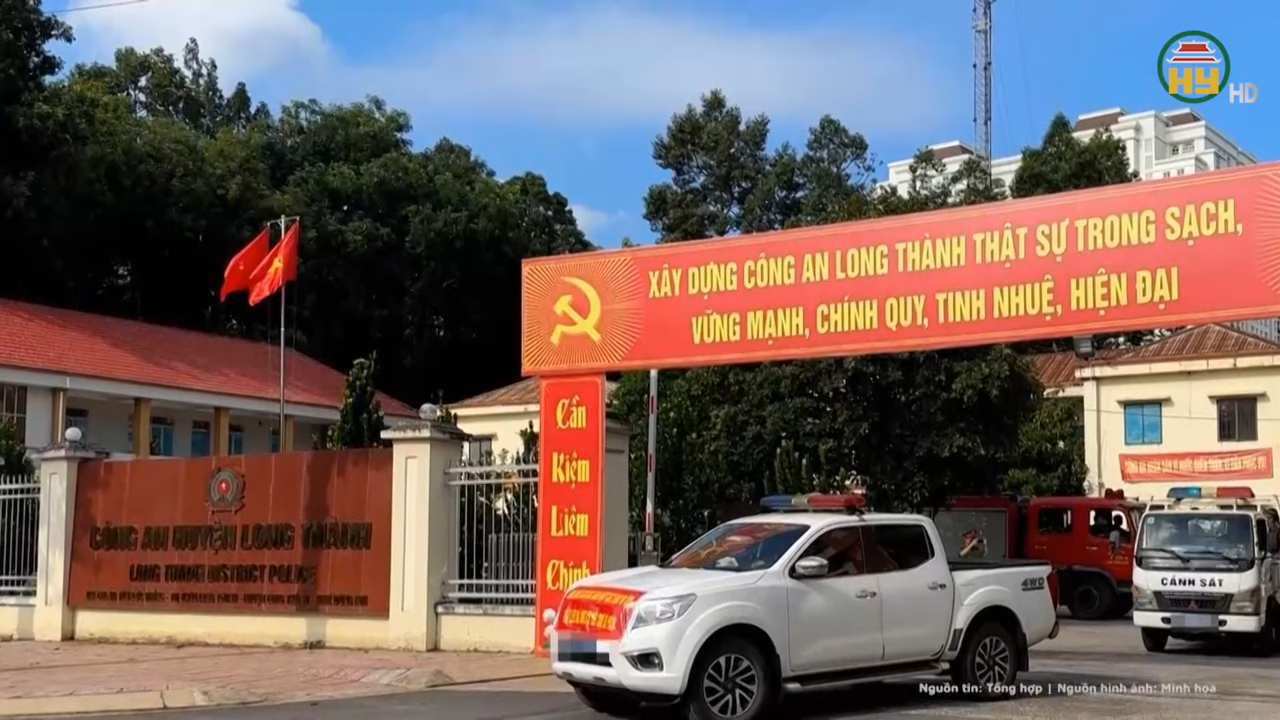 HY HD
XÂY DỰNG CÔNG AN LONG THÀNH THẬT SỰ TRONG SẠCH,
VỮNG MẠNH, CHÍNH QUY, TINH NHUỆ, HIỆN ĐẠI
Cần
Kiệm
Liêm
Chính
CÔNG AN HUYỆN LONG THÀNH
LONG THANH DISTRICT POLICE
CẢNH SÁT
4WD
Nguồn tin: Tổng hợp | Nguồn hình ảnh: Minh họa